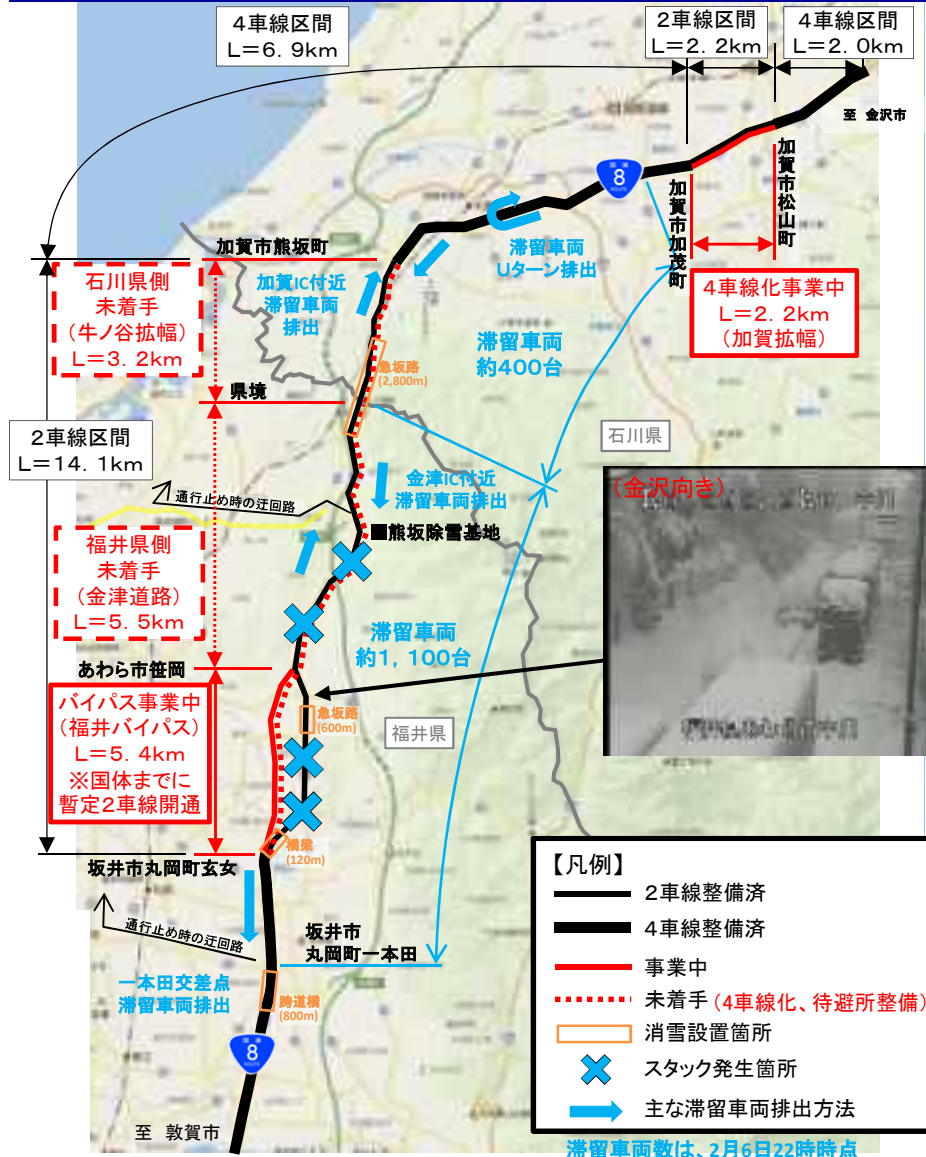 4車線区間
L=6.9km
2車線区間
L=2.2km
4車線区間
L=2.0km
至 金沢市
国道
8
ROUTE
加賀市加茂町
加賀市松山町
加賀市熊坂町
滞留車両
Uターン排出
4車線化事業中
L=2.2km
(加賀拡幅)
石川県側
未着手
(牛ノ谷拡幅)
L=3.2km
加賀IC付近
滞留車両
排出
滞留車両
約400台
急坂路
(2,800m)
県境
石川県
2車線区間
L=14.1km
金津IC付近
滞留車両排出
通行止め時の迂回路
■熊坂除雪基地
(金沢向き)
福井県側
未着手
(金津道路)
L=5.5km
滞留車両
約1,100台
あわら市笹岡
バイパス事業中
(福井バイパス)
L=5.4km
※国体までに
暫定2車線開通
急坂路
(600m)
福井県
橋梁
(120m)
坂井市丸岡町玄女
通行止め時の迂回路
坂井市
丸岡町一本田
一本田交差点
滞留車両排出
跨道橋
(800m)
国道
8
ROUTE
至 敦賀市
【凡例】
2車線整備済
4車線整備済
事業中
未着手(4車線化、待避所整備)
消雪設置箇所
スタック発生箇所
主な滞留車両排出方法
滞留車両数は、2月6日22時時点